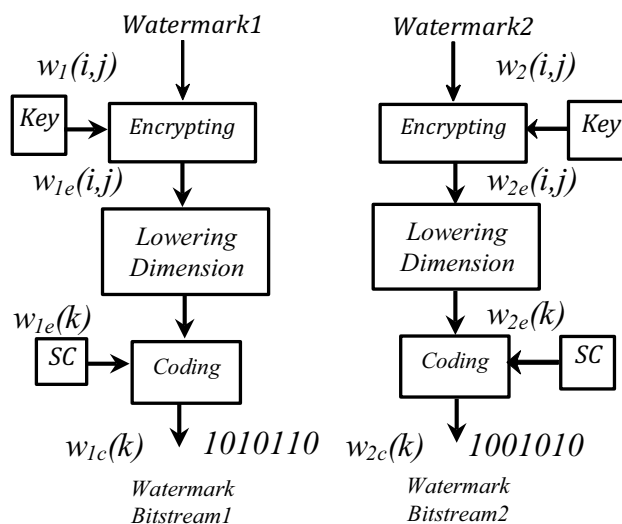 Watermark1
Watermark2
w1(i,j)
w2(i,j)
Key
Encrypting
Encrypting
Key
w1e(i,j)
w2e(i,j)
Lowering
Dimension
Lowering
Dimension
w1e(k)
w2e(k)
SC
Coding
Coding
SC
w1c(k)
1010110
w2c(k)
1001010
Watermark
Bitstream1
Watermark
Bitstream2